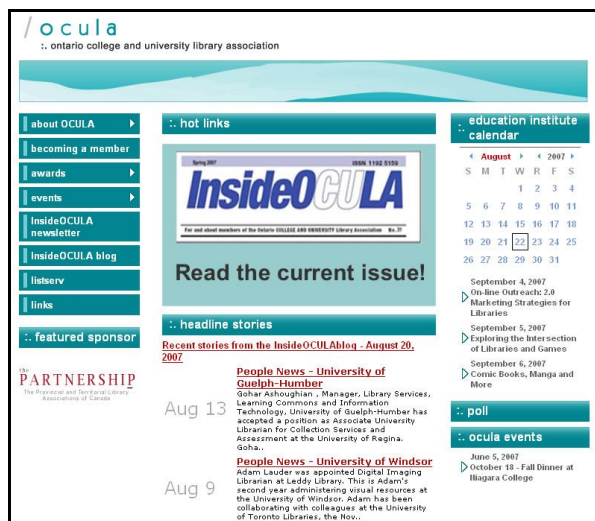 /ocula
:. ontario college and university library association
about OCULA
becoming a member
awards
events
InsideOCULA
newsletter
InsideOCULA blog
listserv
links
:. featured sponsor
the
PARTNERSHIP
The Provincial and Territorial Library
Associations of Canada
:. hot links
Spring 2007 ISSN 1192 5159
InsideOCULA
For and about members of the Ontario COLLEGE AND UNIVERSITY Library Association No. 31
Read the current issue!
:. headline stories
Recent stories from the InsideOCULAblog - August 20,
2007
People News - University of
Guelph-Humber
Aug 13
Gohar Ashoughian , Manager, Library Services,
Learning Commons and Information
Technology, University of Guelph-Humber has
accepted a position as Associate University
Librarian for Collection Services and
Assessment at the University of Regina.
Goha..
People News - University of Windsor
Aug 9
Adam Lauder was appointed Digital Imaging
Librarian at Leddy Library. This is Adam's
second year administering visual resources at
the University of Windsor. Adam has been
collaborating with colleagues at the University
of Toronto Libraries, the Nov..
:. education institute
calendar
August 2007
S M T W R F S
1 2 3 4
5 6 7 8 9 10 11
12 13 14 15 16 17 18
19 20 21 22 23 24 25
26 27 28 29 30 31
September 4, 2007
On-line Outreach: 2.0
Marketing Strategies for
Libraries
September 5, 2007
Exploring the Intersection
of Libraries and Games
September 6, 2007
Comic Books, Manga and
More
:. poll
:. ocula events
June 5, 2007
October 18 - Fall Dinner at
Iliagara College